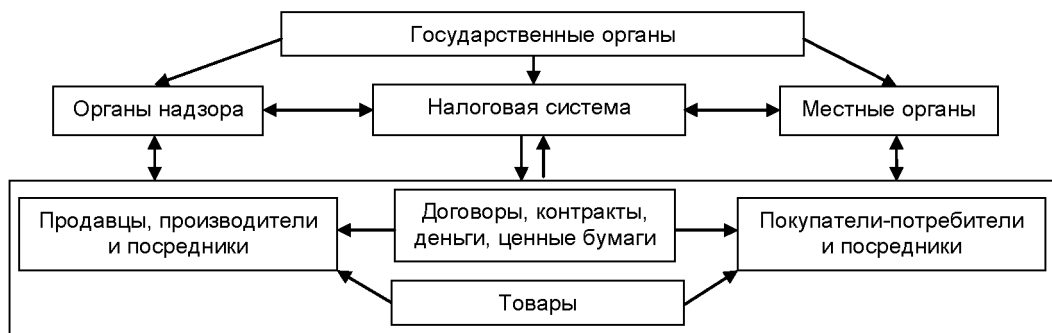 Государственные органы
Органы надзора
Налоговая система
Местные органы
Продавцы, производители
и посредники
Договоры, контракты,
деньги, ценные бумаги
Покупатели-потребители
и посредники
Товары